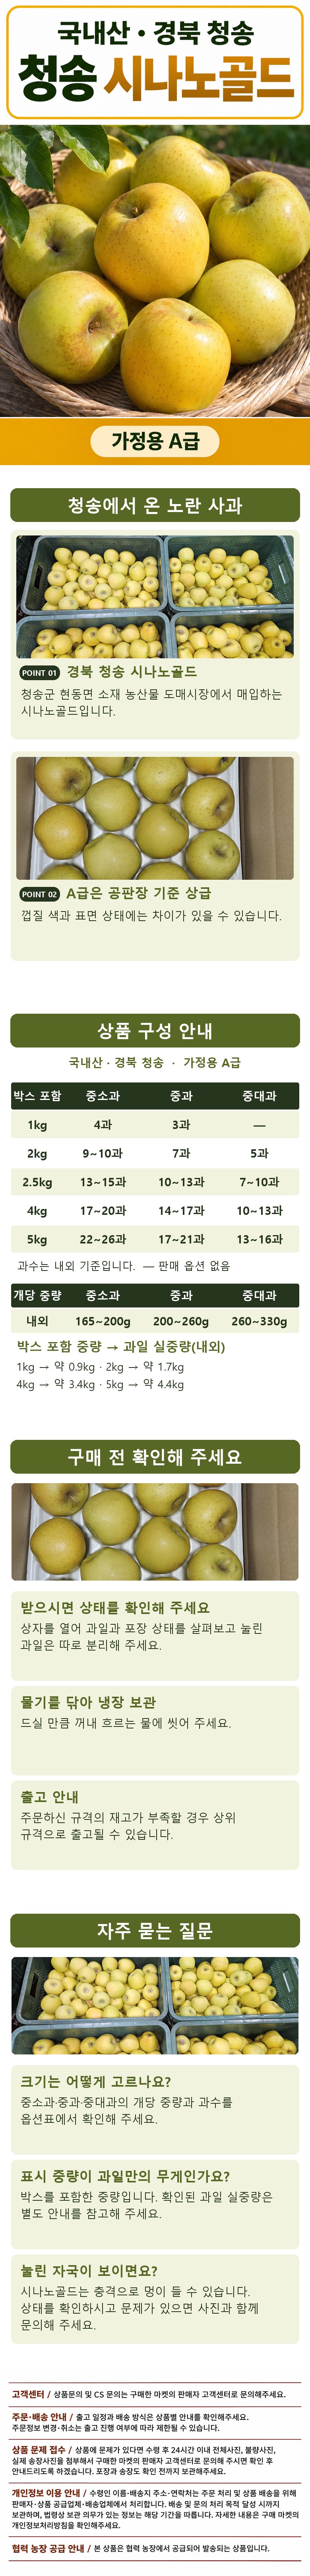 국내산 · 경북 청송
청송 시나노골드
가정용 A급
청송에서 온 노란 사과
POINT 01 경북 청송 시나노골드
청송군 현동면 소재 농산물 도매시장에서 매입하는
시나노골드입니다.
POINT 02 A급은 공판장 기준 상급
껍질 색과 표면 상태에는 차이가 있을 수 있습니다.
상품 구성 안내
국내산 · 경북 청송 · 가정용 A급
박스 포함 중소과 중과 중대과
1kg 4과 3과 —
2kg 9~10과 7과 5과
2.5kg 13~15과 10~13과 7~10과
4kg 17~20과 14~17과 10~13과
5kg 22~26과 17~21과 13~16과
과수는 내외 기준입니다. — 판매 옵션 없음
개당 중량 중소과 중과 중대과
내외 165~200g 200~260g 260~330g
박스 포함 중량 → 과일 실중량(내외)
1kg → 약 0.9kg · 2kg → 약 1.7kg
4kg → 약 3.4kg · 5kg → 약 4.4kg
구매 전 확인해 주세요
받으시면 상태를 확인해 주세요
상자를 열어 과일과 포장 상태를 살펴보고 눌린
과일은 따로 분리해 주세요.
물기를 닦아 냉장 보관
드실 만큼 꺼내 흐르는 물에 씻어 주세요.
출고 안내
주문하신 규격의 재고가 부족할 경우 상위
규격으로 출고될 수 있습니다.
자주 묻는 질문
크기는 어떻게 고르나요?
중소과·중과·중대과의 개당 중량과 과수를
옵션표에서 확인해 주세요.
표시 중량이 과일만의 무게인가요?
박스를 포함한 중량입니다. 확인된 과일 실중량은
별도 안내를 참고해 주세요.
눌린 자국이 보이면요?
시나노골드는 충격으로 멍이 들 수 있습니다.
상태를 확인하시고 문제가 있으면 사진과 함께
문의해 주세요.
고객센터 / 상품문의 및 CS 문의는 구매한 마켓의 판매자 고객센터로 문의해주세요.
주문·배송 안내 / 출고 일정과 배송 방식은 상품별 안내를 확인해주세요.
주문정보 변경·취소는 출고 진행 여부에 따라 제한될 수 있습니다.
상품 문제 접수 / 상품에 문제가 있다면 수령 후 24시간 이내 전체사진, 불량사진,
실제 송장사진을 첨부해서 구매한 마켓의 판매자 고객센터로 문의해 주시면 확인 후
안내드리도록 하겠습니다. 포장과 송장도 확인 전까지 보관해주세요.
개인정보 이용 안내 / 수령인 이름·배송지 주소·연락처는 주문 처리 및 상품 배송을 위해
판매자·상품 공급업체·배송업체에서 처리합니다. 배송 및 문의 처리 목적 달성 시까지
보관하며, 법령상 보관 의무가 있는 정보는 해당 기간을 따릅니다. 자세한 내용은 구매 마켓의
개인정보처리방침을 확인해주세요.
협력 농장 공급 안내 / 본 상품은 협력 농장에서 공급되어 발송되는 상품입니다.